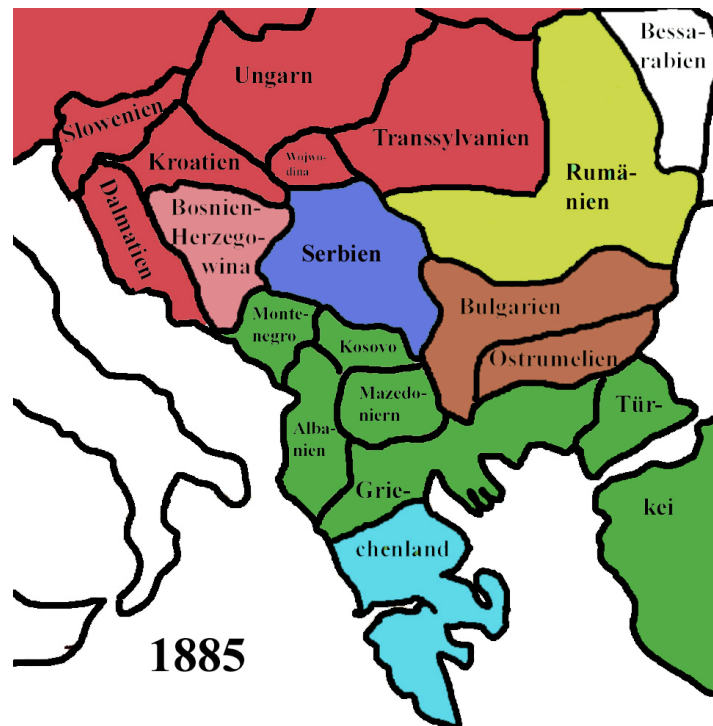 Bessa-
rabien
Ungarn
Slowenien
Transsylvanien
Kroatien
Wojwo-
dina
Rumä-
nien
Dalmatien
Bosnien-
Herzego-
wina
Serbien
Bulgarien
Monte-
negro
Kosovo
Ostrumelien
Mazedo-
niern
Tür-
Alba-
nien
Grie-
kei
chenland
1885